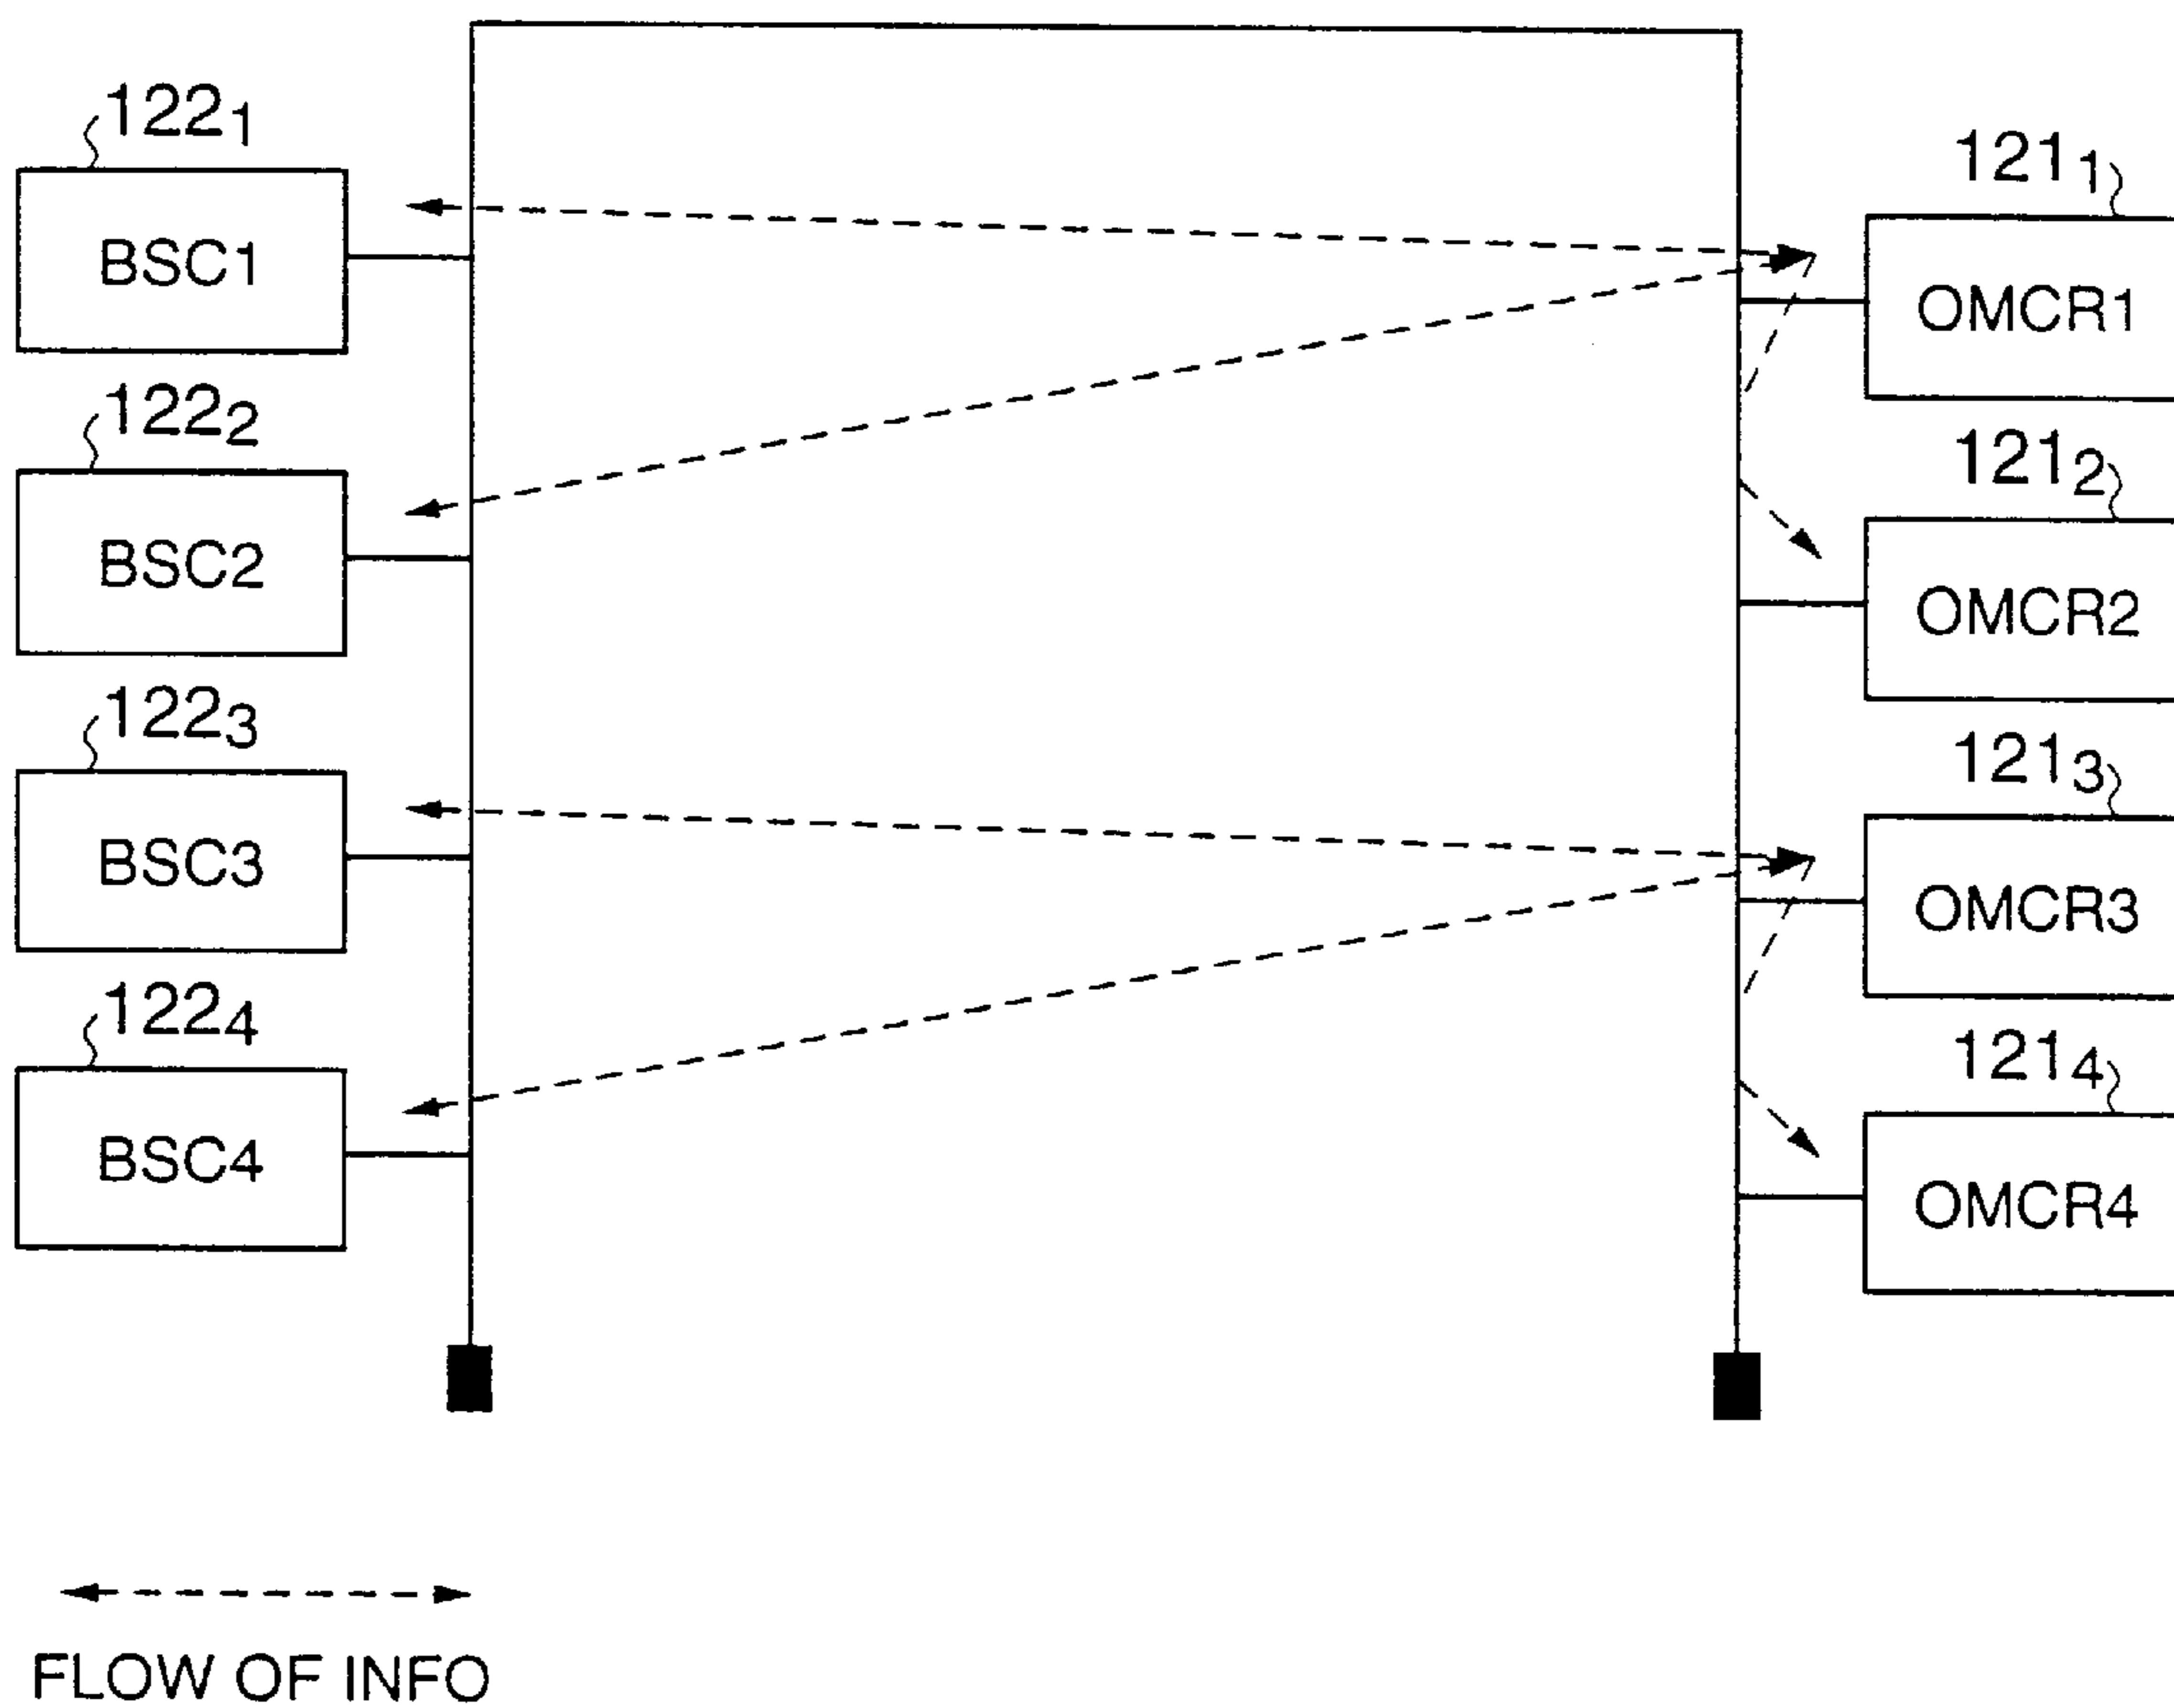 122₁
BSC1
122₂
BSC2
122₃
BSC3
122₄
BSC4
121₁
OMCR1
121₂
OMCR2
121₃
OMCR3
121₄
OMCR4
FLOW OF INFO